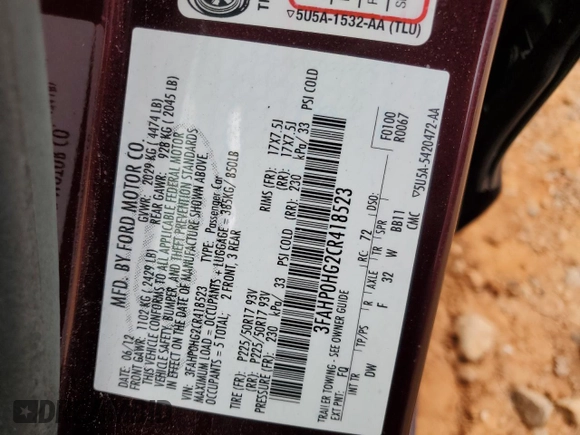 5U5A-1532-AA (TLU)
MFD. BY FORD MOTOR CO.
DATE: 06/12 GVWR: 2029 KG ( 4474 LB)
FRONT GAWR: 1102 KG ( 2429 LB) REAR GAWR: 928 KG ( 2045 LB)
THIS VEHICLE CONFORMS TO ALL APPLICABLE FEDERAL MOTOR
VEHICLE SAFETY, BUMPER, AND THEFT PREVENTION STANDARDS
IN EFFECT ON THE DATE OF MANUFACTURE SHOWN ABOVE.
VIN: 3FAHP0HG2CR418523 TYPE: Passenger Car
MAXIMUM LOAD = OCCUPANTS + LUGGAGE = 385KG/ 850LB
OCCUPANTS = 5 TOTAL; 2 FRONT, 3 REAR
TIRE (FR): P225/50R17 93V RIMS (FR): 17X7.5J
TIRE (RR): P225/50R17 93V (RR): 17X7.5J
(FR): 230 kPa/ 33 PSI COLD (RR): 230 kPa/ 33 PSI COLD
3FAHP0HG2CR418523
F0100
R0067
TRAILER TOWING - SEE OWNER GUIDE
EXT PNT: FQ RC: 72 DSO:
INT TR TP/PS R AXLE TR SPR
DW F 32 W BB11
CMC
5U5A-5420472-AA